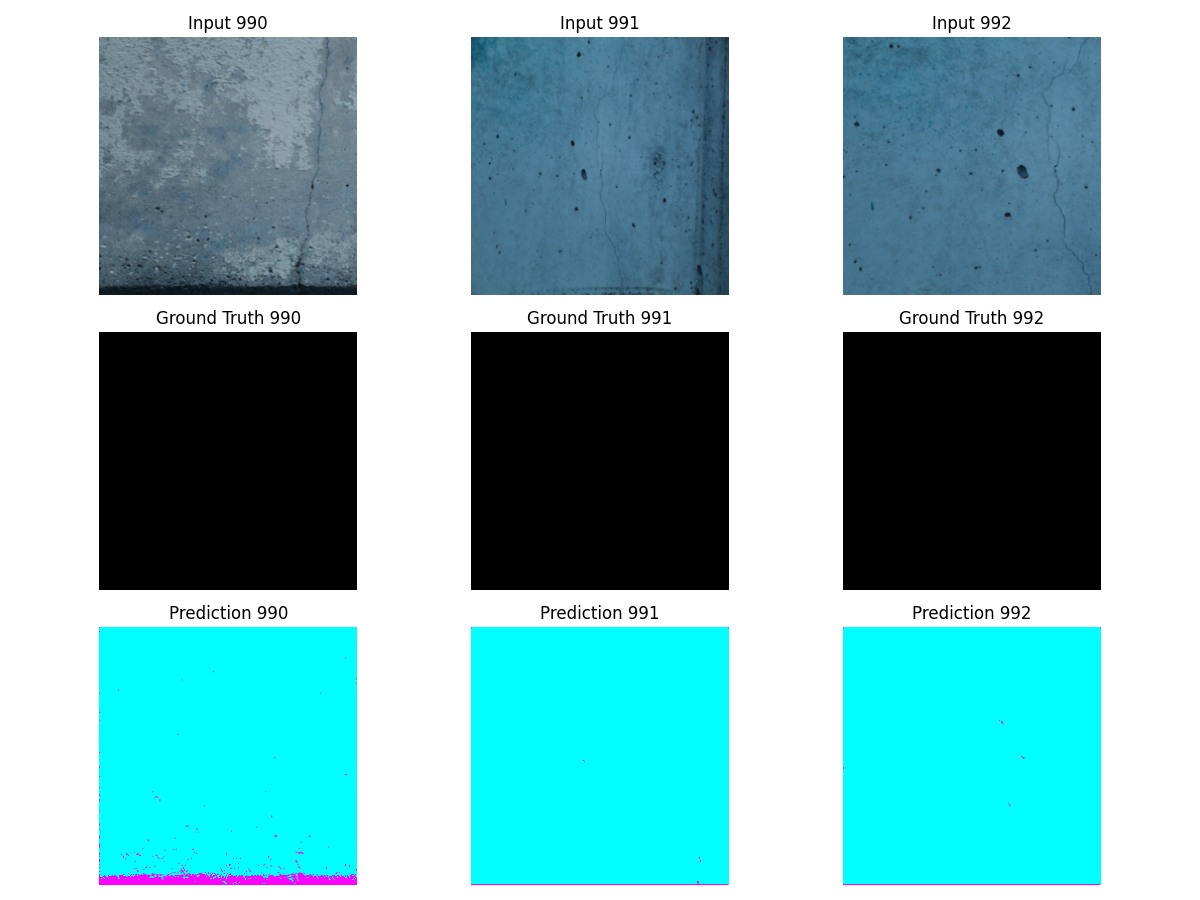 Input 990
Input 991
Input 992
Ground Truth 990
Ground Truth 991
Ground Truth 992
Prediction 990
Prediction 991
Prediction 992